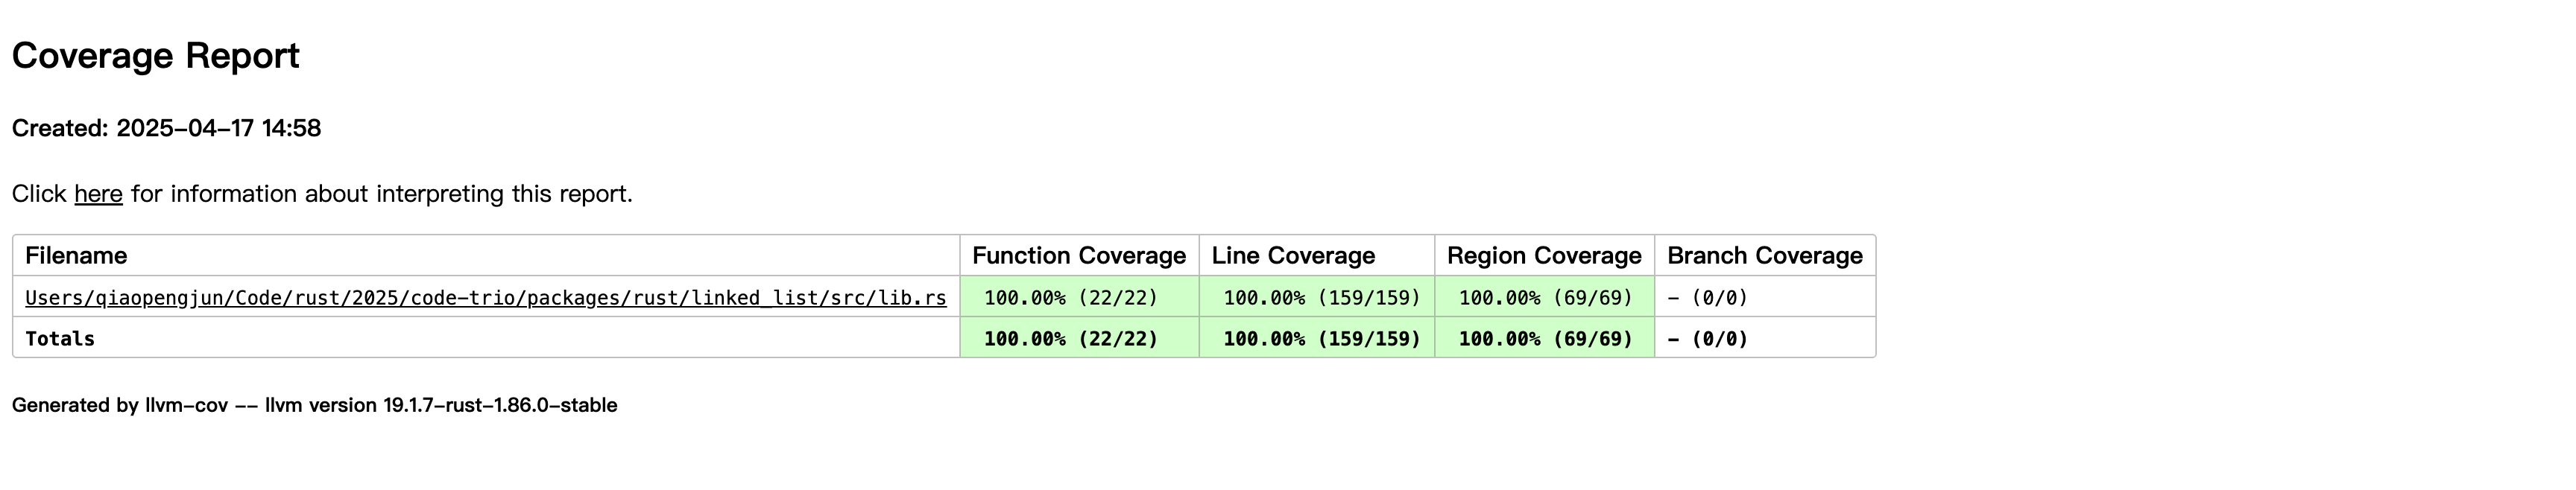 Coverage Report
Created: 2025-04-17 14:58
Click here for information about interpreting this report.
Filename Function Coverage Line Coverage Region Coverage Branch Coverage
Users/qiaopengjun/Code/rust/2025/code-trio/packages/rust/linked_list/src/lib.rs 100.00% (22/22) 100.00% (159/159) 100.00% (69/69) - (0/0)
Totals 100.00% (22/22) 100.00% (159/159) 100.00% (69/69) - (0/0)
Generated by llvm-cov -- llvm version 19.1.7-rust-1.86.0-stable